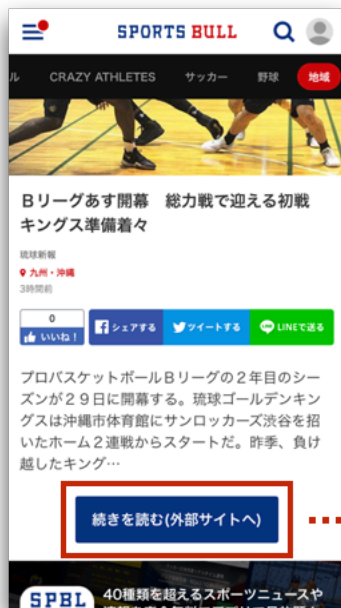 SPORTS BULL
ル CRAZY ATHLETES サッカー 野球 地域
Bリーグあす開幕 総力戦で迎える初戦
キングス準備着々
琉球新報
九州・沖縄
3時間前
0
いいね! シェアする ツイートする LINEで送る
プロバスケットボールBリーグの2年目のシー
ズンが29日に開幕する。琉球ゴールデンキン
グスは沖縄市体育館にサンロッカーズ渋谷を招
いたホーム2連戦からスタートだ。昨季、負け
越したキング…
続きを読む(外部サイトへ)
SPBL 40種類を超えるスポーツニュースや